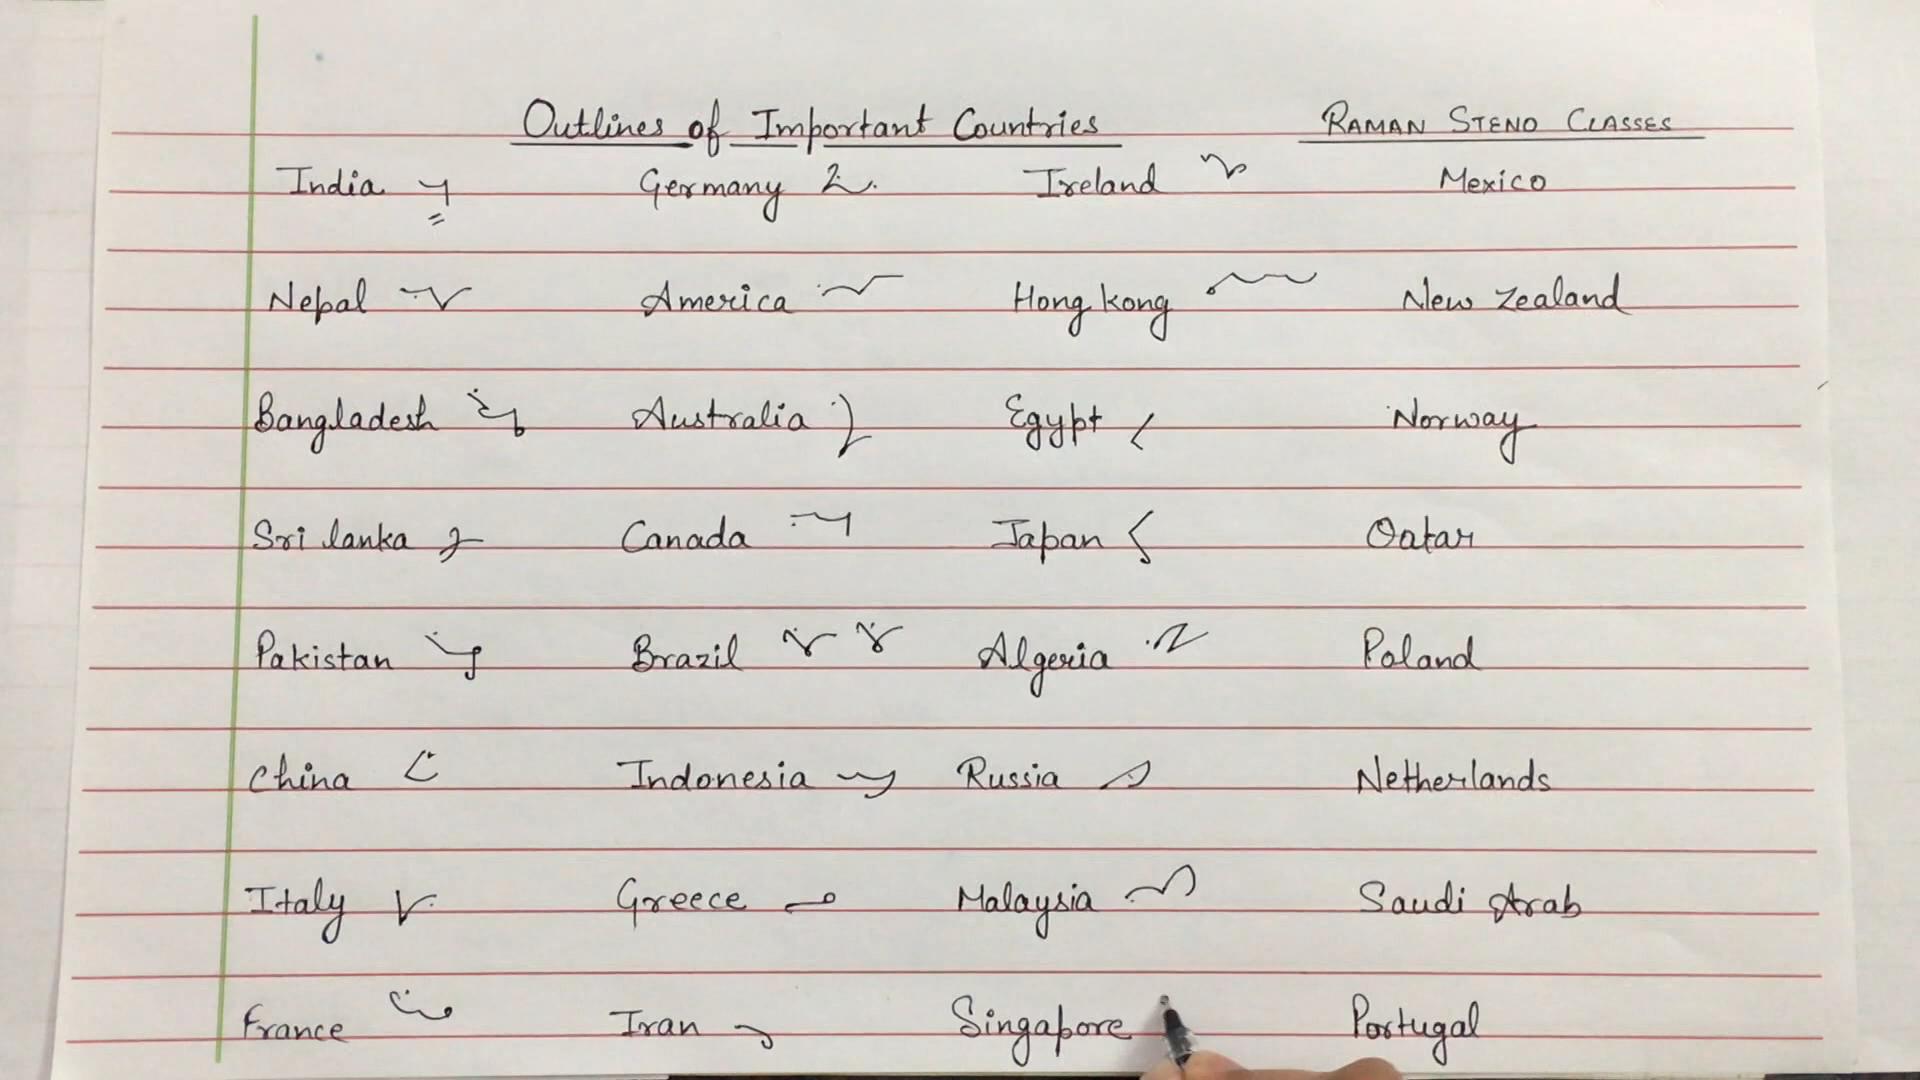 Outlines of Important Countries RAMAN STENO CLASSES
India Germany Ireland Mexico
Nepal America Hong kong New Zealand
Bangladesh Australia Egypt Norway
Sri lanka Canada Japan Qatar
Pakistan Brazil Algeria Poland
China Indonesia Russia Netherlands
Italy Greece Malaysia Saudi Arab
France Iran Singapore Portugal